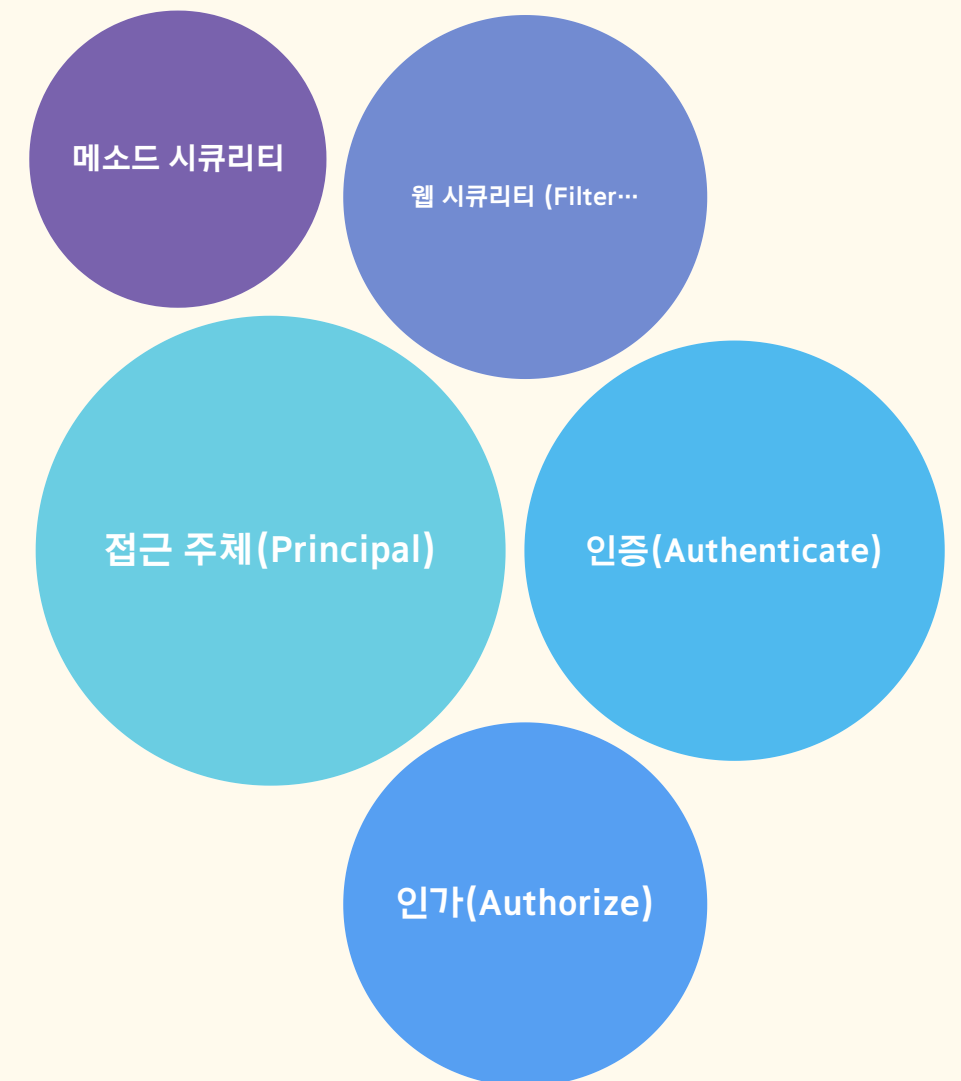 메소드 시큐리티
웹 시큐리티 (Filter…
접근 주체(Principal)
인증(Authenticate)
인가(Authorize)